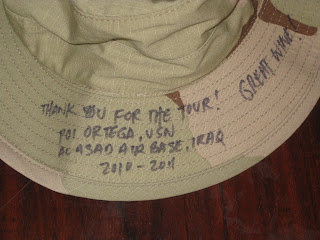 THANK YOU FOR THE TOUR!
PO1 ORTEGA, USN
AL ASAD AIR BASE, IRAQ
2010-2011
GREAT WORK!